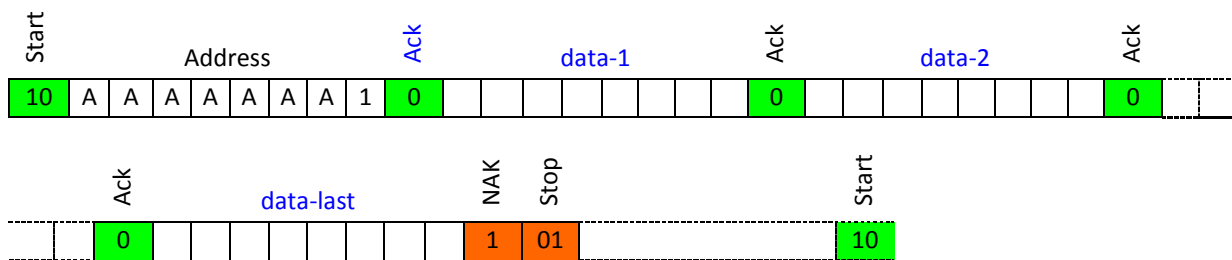 Start Address Ack data-1 Ack data-2 Ack
10 A A A A A A A 1 0 0 0
Ack data-last NAK Stop Start
0 1 01 10